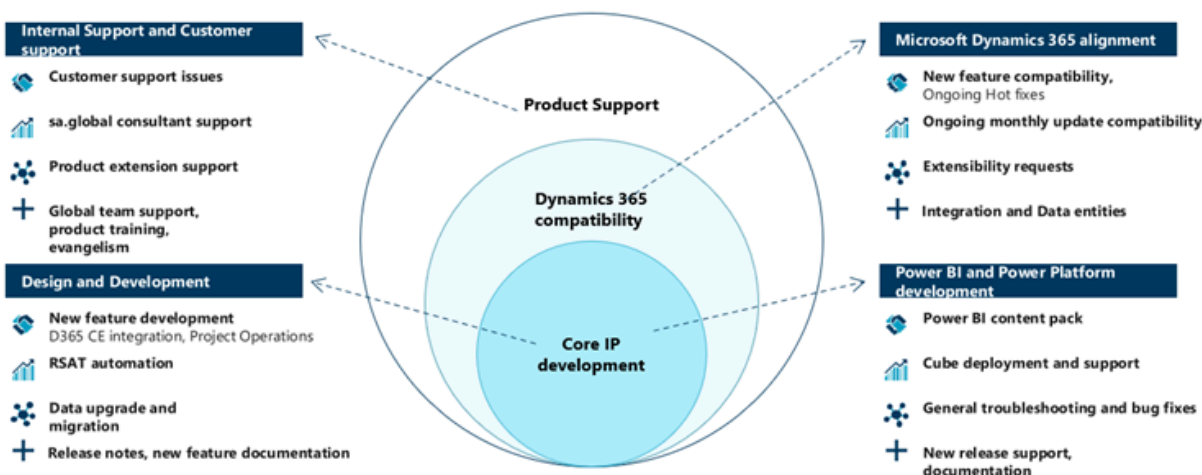 Internal Support and Customer
support
Customer support issues
sa.global consultant support
Product extension support
Global team support,
product training,
evangelism
Design and Development
New feature development
D365 CE integration, Project Operations
RSAT automation
Data upgrade and
migration
Release notes, new feature documentation
Product Support
Dynamics 365
compatibility
Core IP
development
Microsoft Dynamics 365 alignment
New feature compatibility,
Ongoing Hot fixes
Ongoing monthly update compatibility
Extensibility requests
Integration and Data entities
Power BI and Power Platform
development
Power BI content pack
Cube deployment and support
General troubleshooting and bug fixes
New release support,
documentation